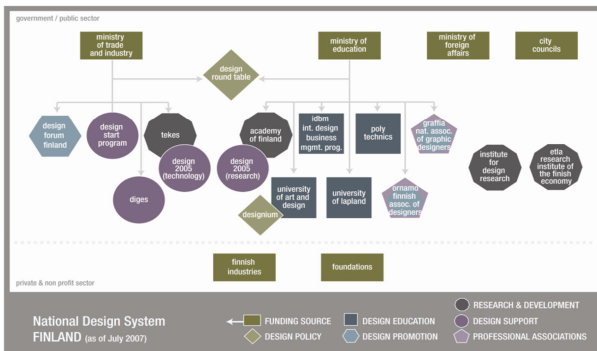 government / public sector
ministry of trade
and industry
ministry of
education
ministry of
foreign
affairs
city
councils
design
round table
design
forum
finland
design
start
program
tekes
academy
of finland
idbm
int. design
business
mgmt. prog.
poly
technics
graffia
nat. assoc.
of graphic
designers
design
2005
(technology)
design
2005
(research)
institute
for
design
research
etla
research
institute of
the finish
economy
diges
university
of art and
design
university
of lapland
ornamo
finnish
assoc. of
designers
designium
finnish
industries
foundations
private & non profit sector
National Design System
FINLAND (as of July 2007)
FUNDING SOURCE
DESIGN POLICY
DESIGN EDUCATION
DESIGN PROMOTION
RESEARCH & DEVELOPMENT
DESIGN SUPPORT
PROFESSIONAL ASSOCIATIONS